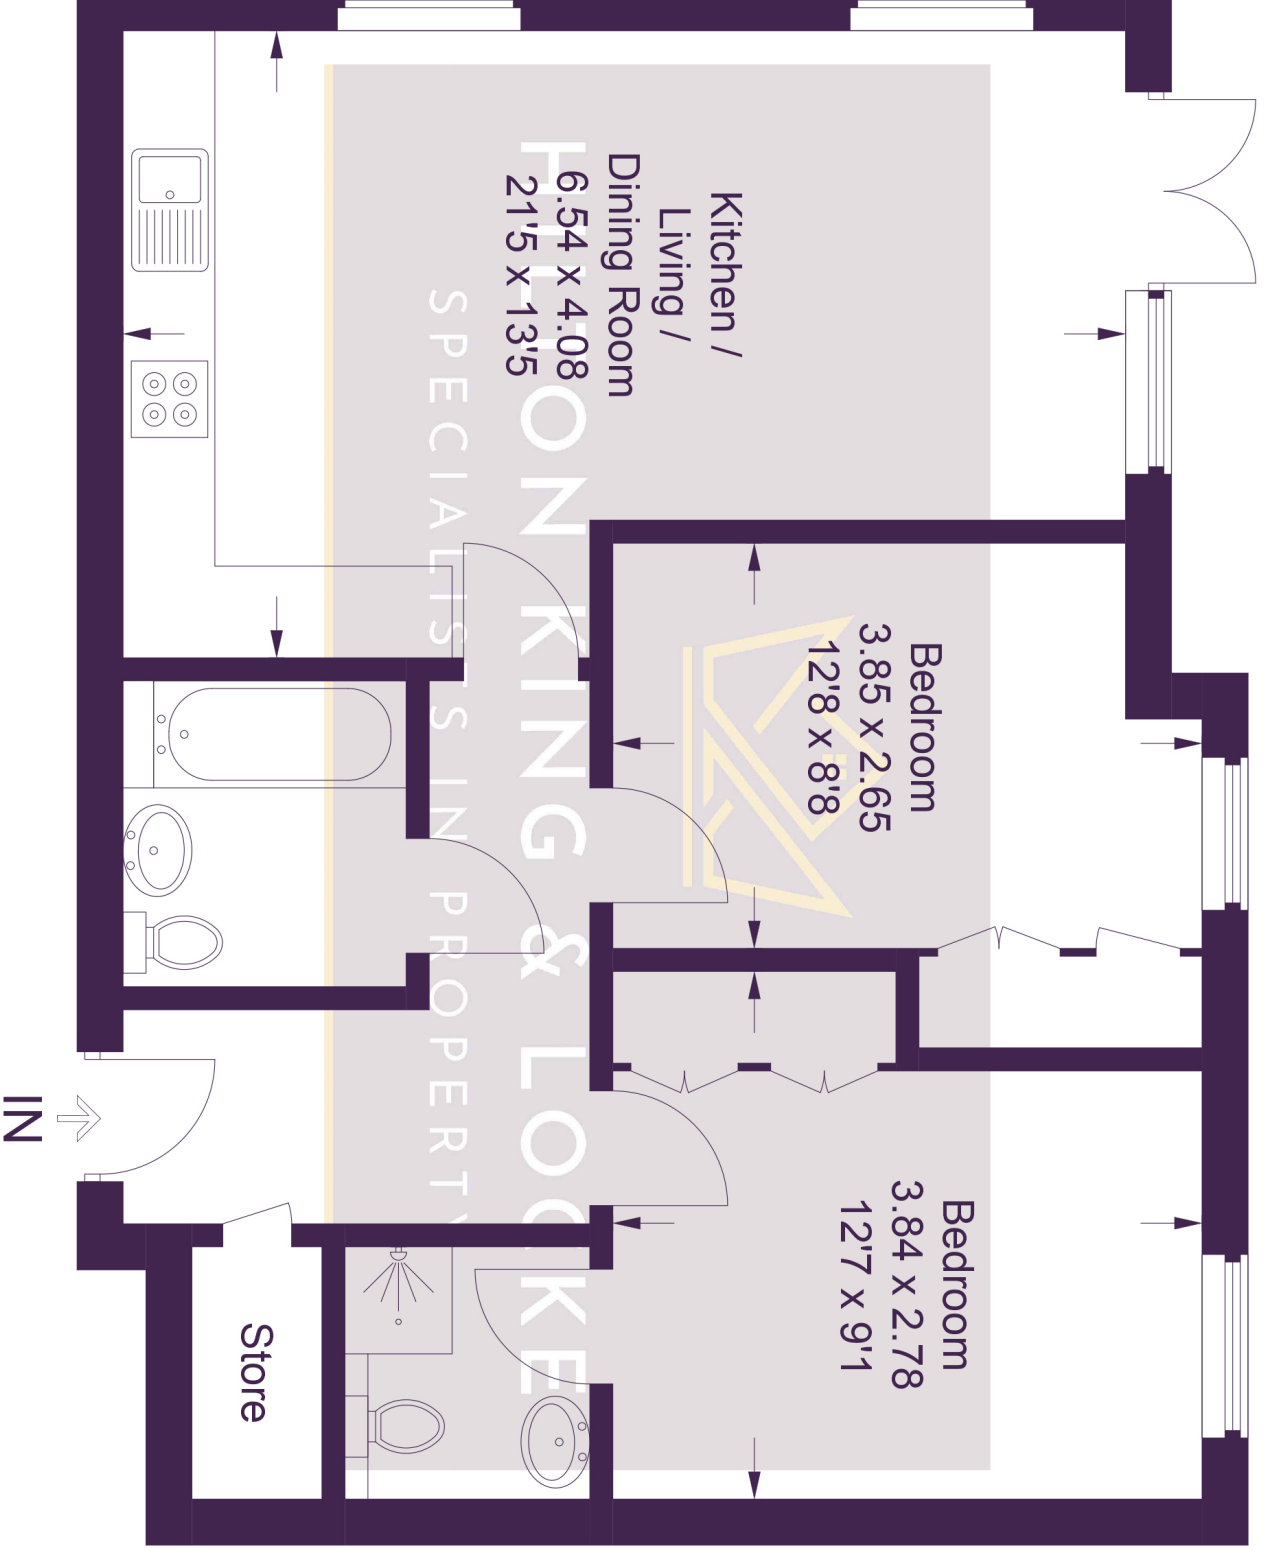 Kitchen /
Living /
Dining Room
6.54 x 4.08
21'5 x 13'5
Bedroom
3.85 x 2.65
12'8 x 8'8
Bedroom
3.84 x 2.78
12'7 x 9'1
Store
IN
HILTON KING & LOCKE
SPECIALISTS IN PROPERTY